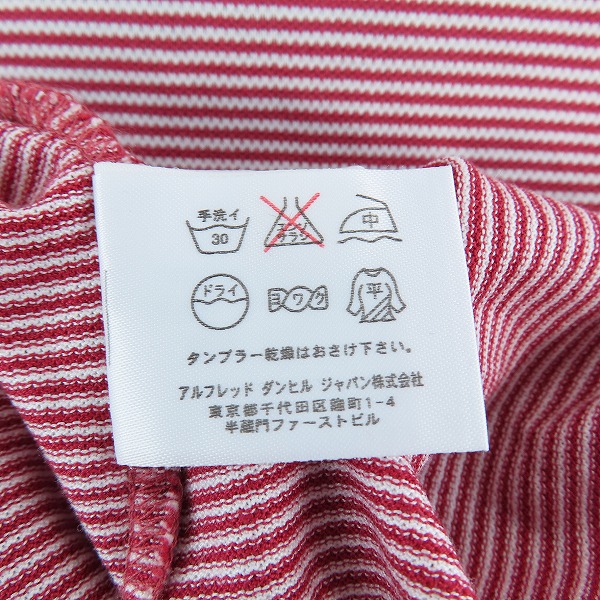 手洗イ
30
エンソ
サラシ
中
ドライ
ヨワク
平
タンブラー乾燥はおさけ下さい。
アルフレッド ダンヒル ジャパン株式会社
東京都千代田区麹町1-4
半蔵門ファーストビル